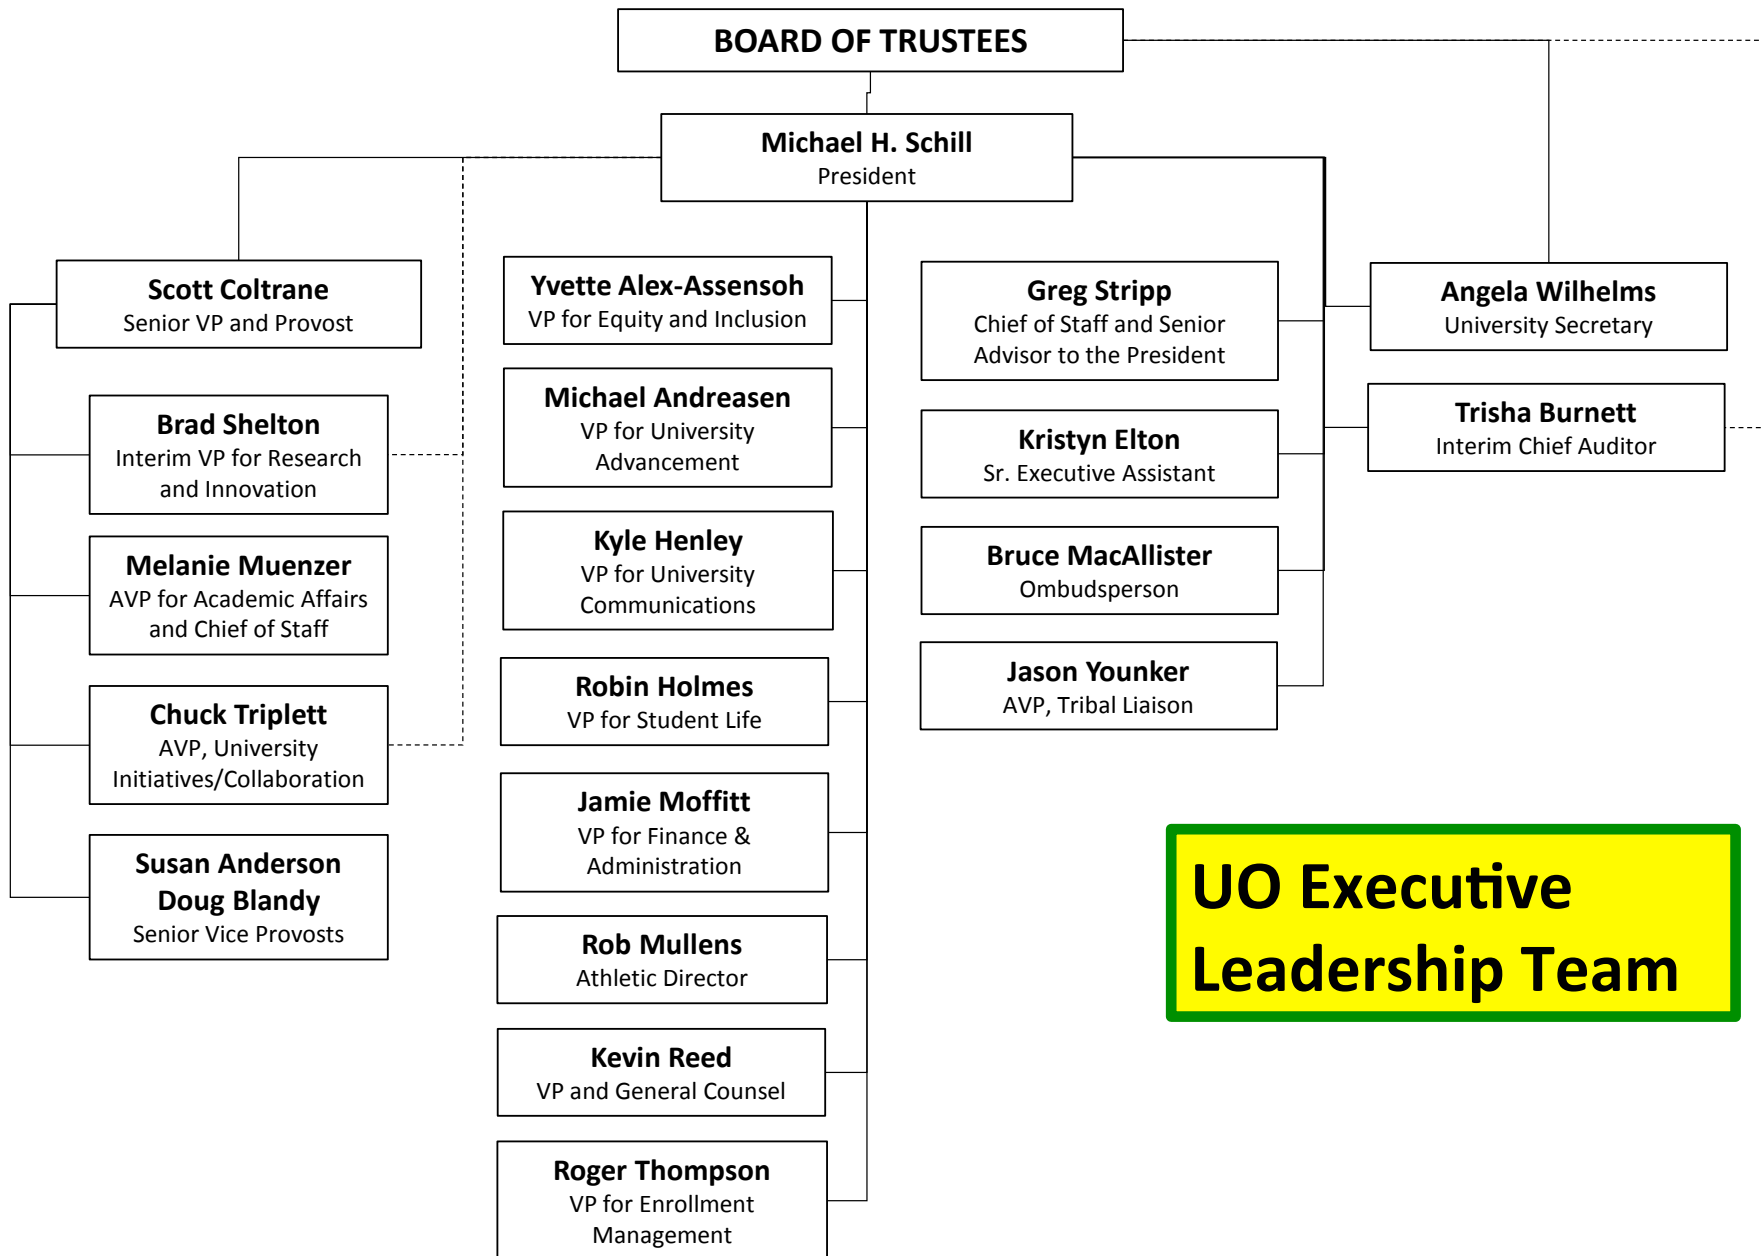 BOARD OF TRUSTEES
Michael H. Schill
President
Scott Coltrane
Senior VP and Provost
Brad Shelton
Interim VP for Research
and Innovation
Melanie Muenzer
AVP for Academic Affairs
and Chief of Staff
Chuck Triplett
AVP, University
Initiatives/Collaboration
Susan Anderson
Doug Blandy
Senior Vice Provosts
Yvette Alex-Assensoh
VP for Equity and Inclusion
Michael Andreasen
VP for University
Advancement
Kyle Henley
VP for University
Communications
Robin Holmes
VP for Student Life
Jamie Moffitt
VP for Finance &
Administration
Rob Mullens
Athletic Director
Kevin Reed
VP and General Counsel
Roger Thompson
VP for Enrollment
Management
Greg Stripp
Chief of Staff and Senior
Advisor to the President
Kristyn Elton
Sr. Executive Assistant
Bruce MacAllister
Ombudsperson
Jason Younker
AVP, Tribal Liaison
Angela Wilhelms
University Secretary
Trisha Burnett
Interim Chief Auditor
UO Executive
Leadership Team